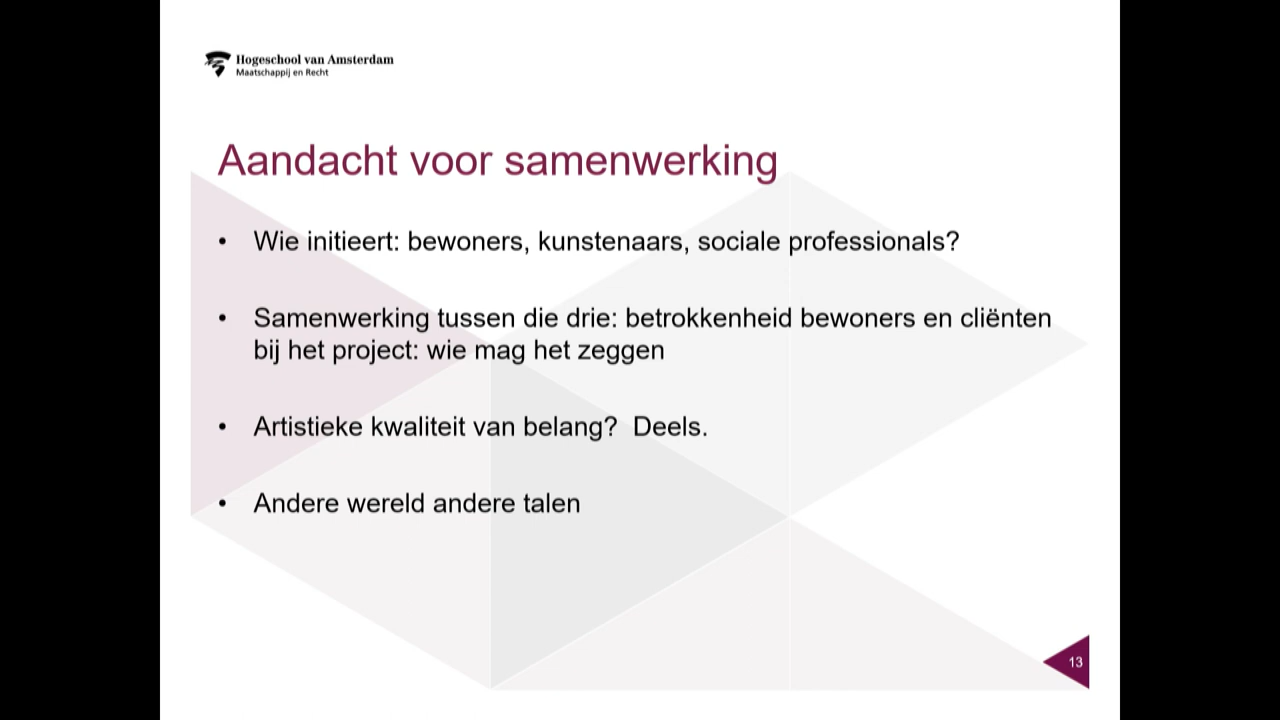 Hogeschool van Amsterdam
Maatschappij en Recht
Aandacht voor samenwerking
• Wie initieert: bewoners, kunstenaars, sociale professionals?
• Samenwerking tussen die drie: betrokkenheid bewoners en cliënten
bij het project: wie mag het zeggen
• Artistieke kwaliteit van belang?  Deels.
• Andere wereld andere talen
13